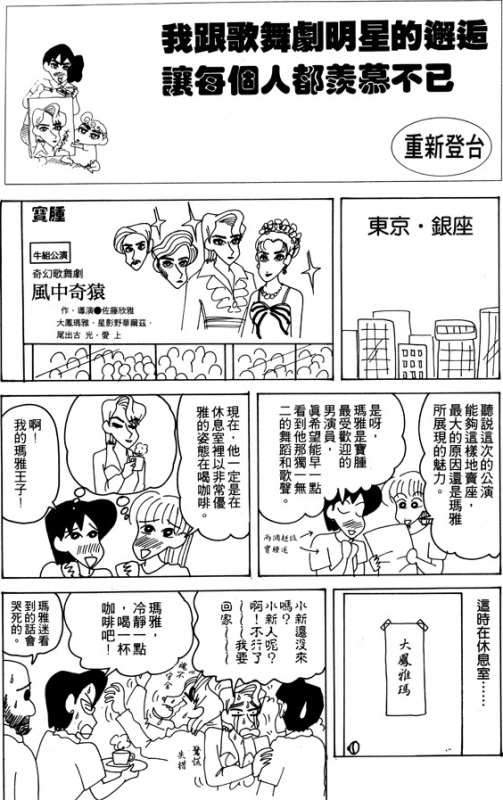 我跟歌舞劇明星的邂逅
讓每個人都羨慕不已
重新登台
東京・銀座
寶腫
牛組公演
奇幻歌舞劇
風中奇猿
作・導演●佐藤欣雅
大鳳瑪雅・星影野華爾茲・
尾出古 光・愛 上
聽說這次的公演
能夠這樣地賣座，
最大的原因還是瑪雅
所展現的魅力。
是呀，
瑪雅是寶腫
最受歡迎的
男演員，
真希望能早一點
看到他那獨一無
二的舞蹈和歌聲。
寶腫迷
現在，他一定是在
休息室裡以非常優
雅的姿態在喝咖啡。
啊！
我的瑪雅王子！
這時在休息室……
大鳳雅瑪
小新還沒來
嗎？
小新人呢？
啊！不行了
～～～我要
回家～～～
驚慌
失措
瑪雅，
冷靜一點
，喝一杯
咖啡吧！
瑪雅迷看
到的話會
哭死的。